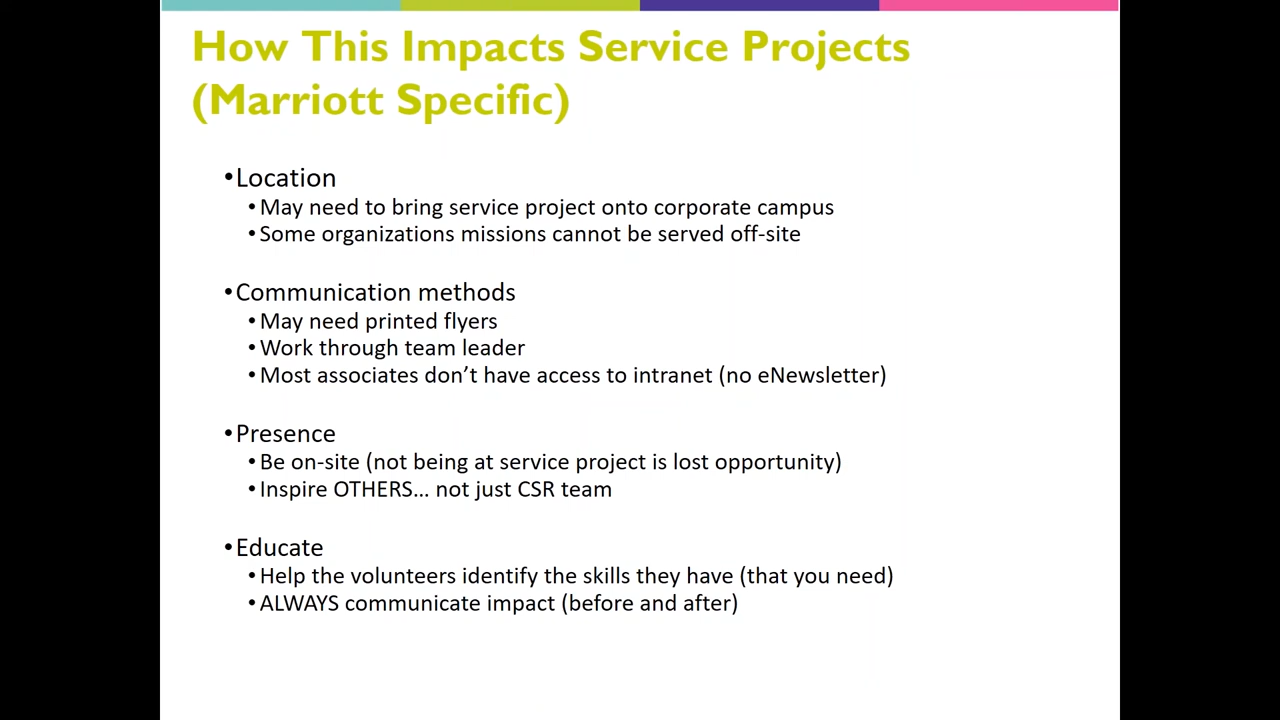 How This Impacts Service Projects
(Marriott Specific)
•Location
•May need to bring service project onto corporate campus
•Some organizations missions cannot be served off-site
•Communication methods
•May need printed flyers
•Work through team leader
•Most associates don’t have access to intranet (no eNewsletter)
•Presence
•Be on-site (not being at service project is lost opportunity)
•Inspire OTHERS… not just CSR team
•Educate
•Help the volunteers identify the skills they have (that you need)
•ALWAYS communicate impact (before and after)